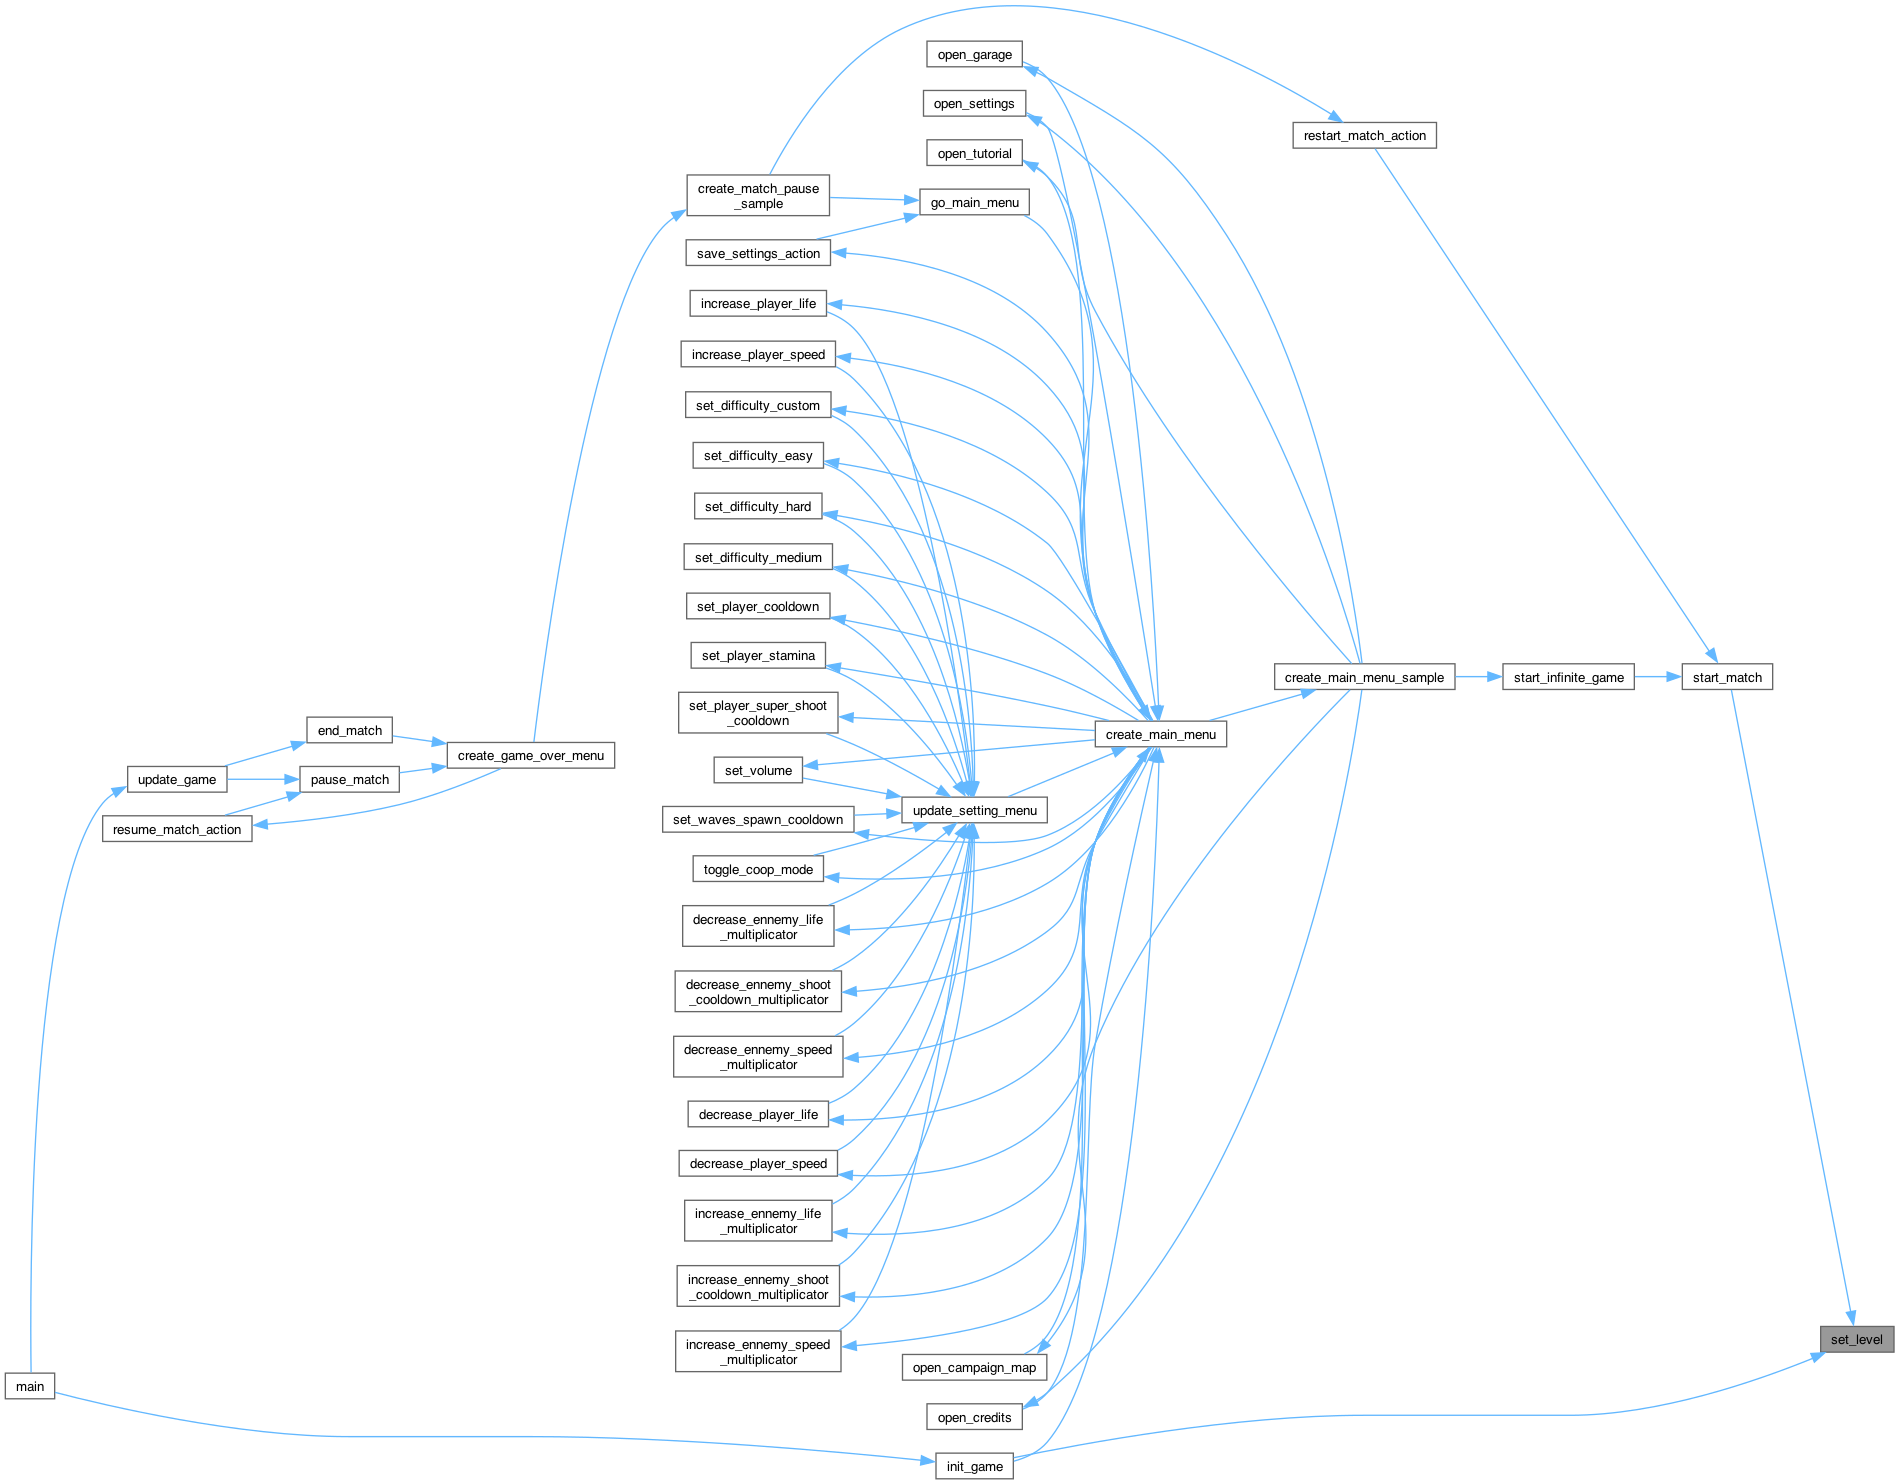 open_garage
open_settings
restart_match_action
open_tutorial
create_match_pause
_sample
go_main_menu
save_settings_action
increase_player_life
increase_player_speed
set_difficulty_custom
set_difficulty_easy
set_difficulty_hard
set_difficulty_medium
set_player_cooldown
set_player_stamina
create_main_menu_sample
start_infinite_game
start_match
set_player_super_shoot
_cooldown
end_match
create_main_menu
create_game_over_menu
set_volume
update_game
pause_match
update_setting_menu
set_waves_spawn_cooldown
resume_match_action
toggle_coop_mode
decrease_ennemy_life
_multiplicator
decrease_ennemy_shoot
_cooldown_multiplicator
decrease_ennemy_speed
_multiplicator
decrease_player_life
decrease_player_speed
increase_ennemy_life
_multiplicator
increase_ennemy_shoot
_cooldown_multiplicator
set_level
increase_ennemy_speed
_multiplicator
open_campaign_map
main
open_credits
init_game